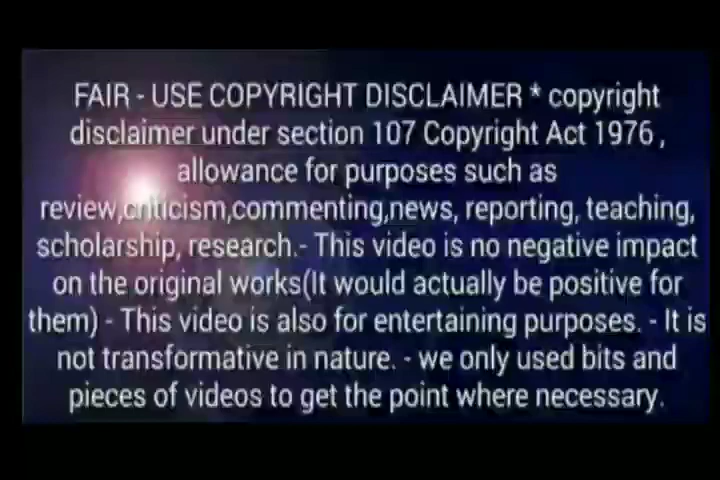 FAIR - USE COPYRIGHT DISCLAIMER * copyright
disclaimer under section 107 Copyright Act 1976 ,
allowance for purposes such as
review,criticism,commenting,news, reporting, teaching,
scholarship, research.- This video is no negative impact
on the original works(It would actually be positive for
them) - This video is also for entertaining purposes. - It is
not transformative in nature. - we only used bits and
pieces of videos to get the point where necessary.